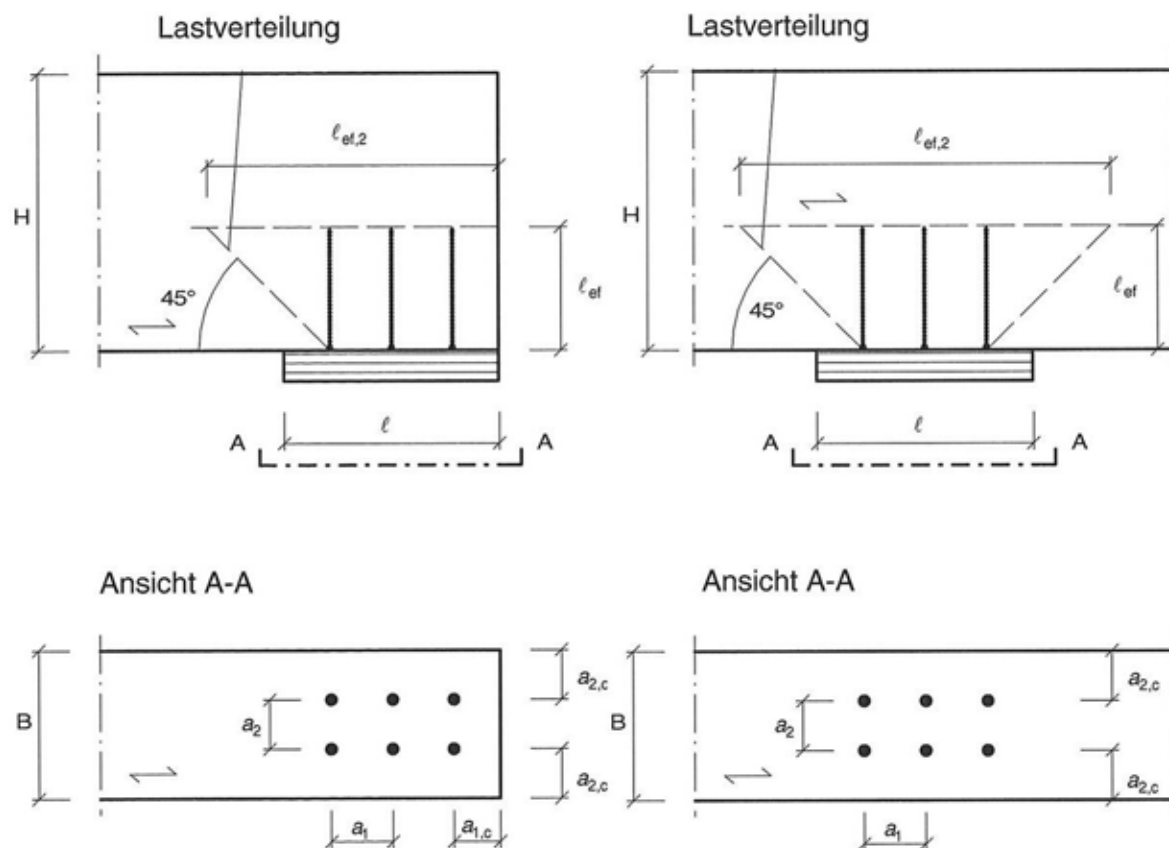 Lastverteilung
H
ℓef,2
45°
ℓef
ℓ
A
A
Lastverteilung
H
ℓef,2
45°
ℓef
ℓ
A
A
Ansicht A-A
B
a2
a2,c
a2,c
a1
a1,c
Ansicht A-A
B
a2
a2,c
a2,c
a1